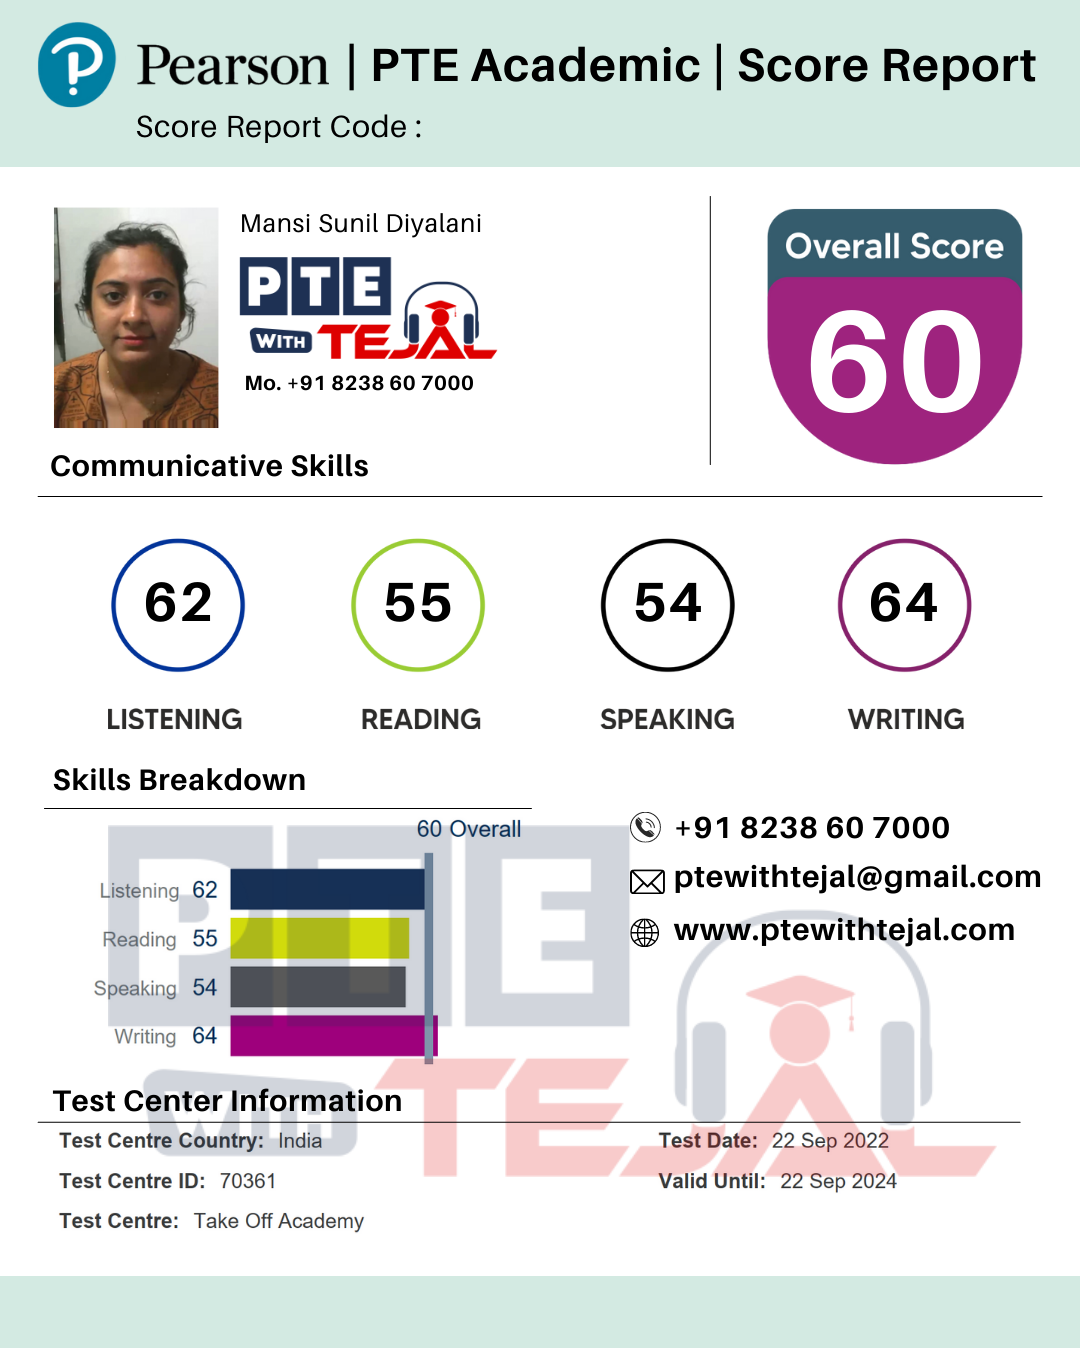 Pearson | PTE Academic | Score Report
Score Report Code :
Mansi Sunil Diyalani
PTE
WITH TEJAL
Mo. +91 8238 60 7000
Overall Score
60
Communicative Skills
62 55 54 64
LISTENING READING SPEAKING WRITING
Skills Breakdown
60 Overall
Listening 62
Reading 55
Speaking 54
Writing 64
+91 8238 60 7000
ptewithtejal@gmail.com
www.ptewithtejal.com
PTE
WITH TEJAL
Test Center Information
Test Centre Country: India
Test Centre ID: 70361
Test Centre: Take Off Academy
Test Date: 22 Sep 2022
Valid Until: 22 Sep 2024